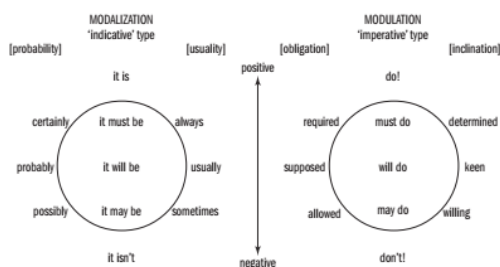 MODALIZATION
'indicative' type
[probability]
[usuality]
it is
certainly
it must be
always
probably
it will be
usually
possibly
it may be
sometimes
it isn't
positive
negative
MODULATION
'imperative' type
[obligation]
[inclination]
do!
required
must do
determined
supposed
will do
keen
allowed
may do
willing
don't!